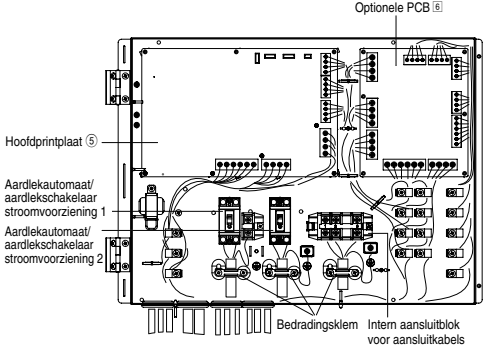 Optionele PCB ⑥
Hoofdprintplaat ⑤
Aardlekautomaat/
aardlekschakelaar
stroomvoorziening 1
Aardlekautomaat/
aardlekschakelaar
stroomvoorziening 2
Bedradingsklem
Intern aansluitblok
voor aansluitkabels